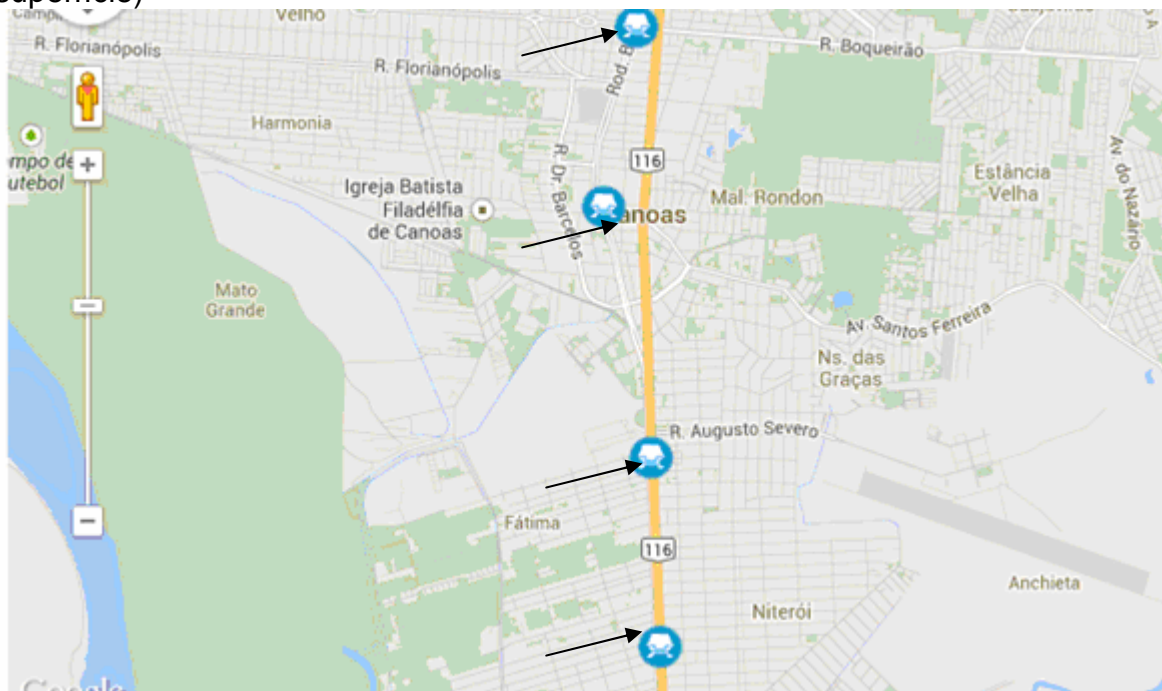 Velho
R. Florianópolis
R. Florianópolis
R. Boqueirão
Harmonia
116
Av. do Nazário
Estância
Velha
Igreja Batista
Filadélfia
de Canoas
R. Dr. Barcelos
Mal. Rondon
anoas
Mato
Grande
Av. Santos Ferreira
Ns. das
Graças
R. Augusto Severo
Fátima
116
Anchieta
Niterói
Google